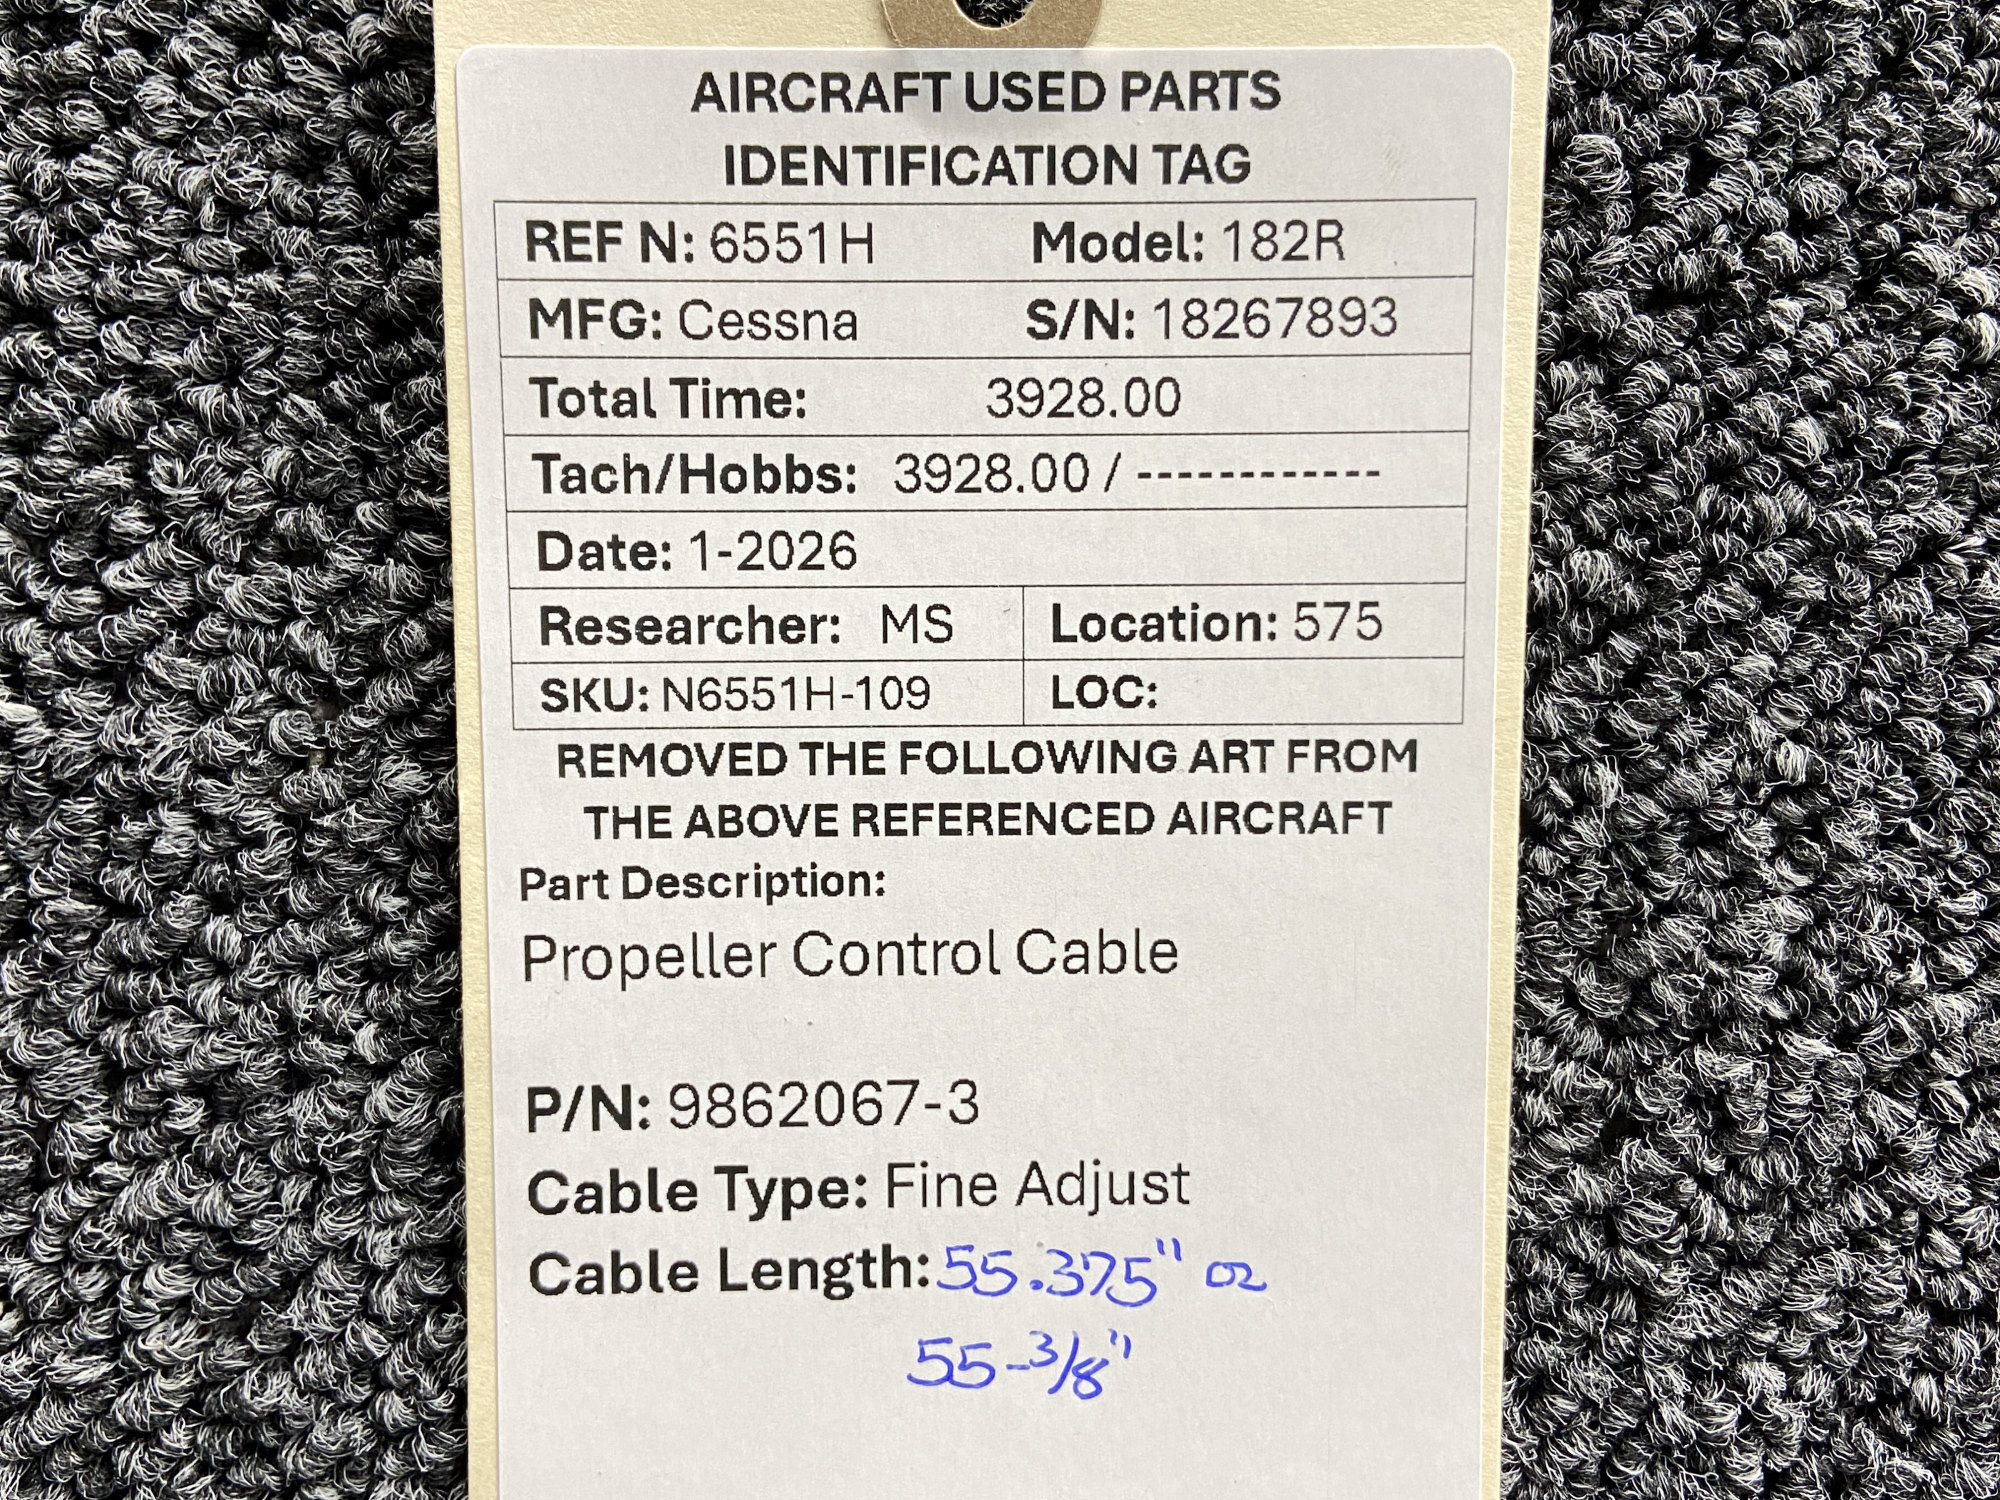 AIRCRAFT USED PARTS
IDENTIFICATION TAG
REF N: 6551H Model: 182R
MFG: Cessna S/N: 18267893
Total Time: 3928.00
Tach/Hobbs: 3928.00 / ------------
Date: 1-2026
Researcher: MS Location: 575
SKU: N6551H-109 LOC:
REMOVED THE FOLLOWING ART FROM
THE ABOVE REFERENCED AIRCRAFT
Part Description:
Propeller Control Cable
P/N: 9862067-3
Cable Type: Fine Adjust
Cable Length: 55.375" or
55-3/8"